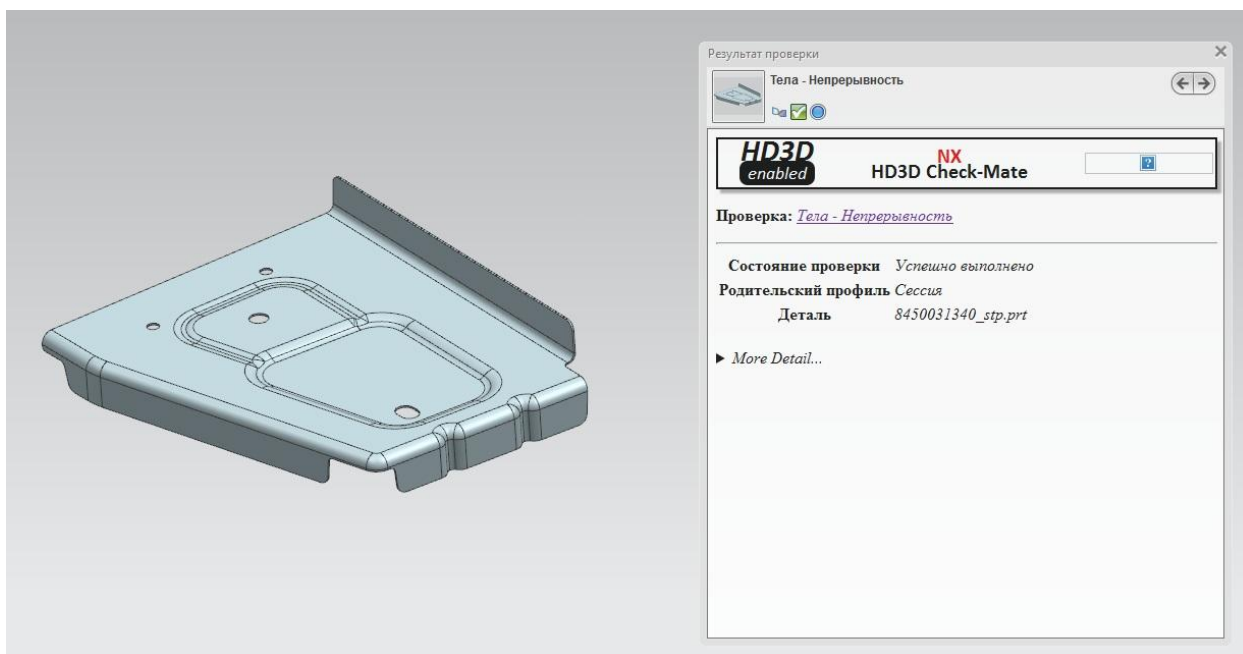 Результат проверки
Тела - Непрерывность
HD3D
enabled
NX
HD3D Check-Mate
Проверка: Тела - Непрерывность
Состояние проверки Успешно выполнено
Родительский профиль Сессия
Деталь 8450031340_stp.prt
More Detail...